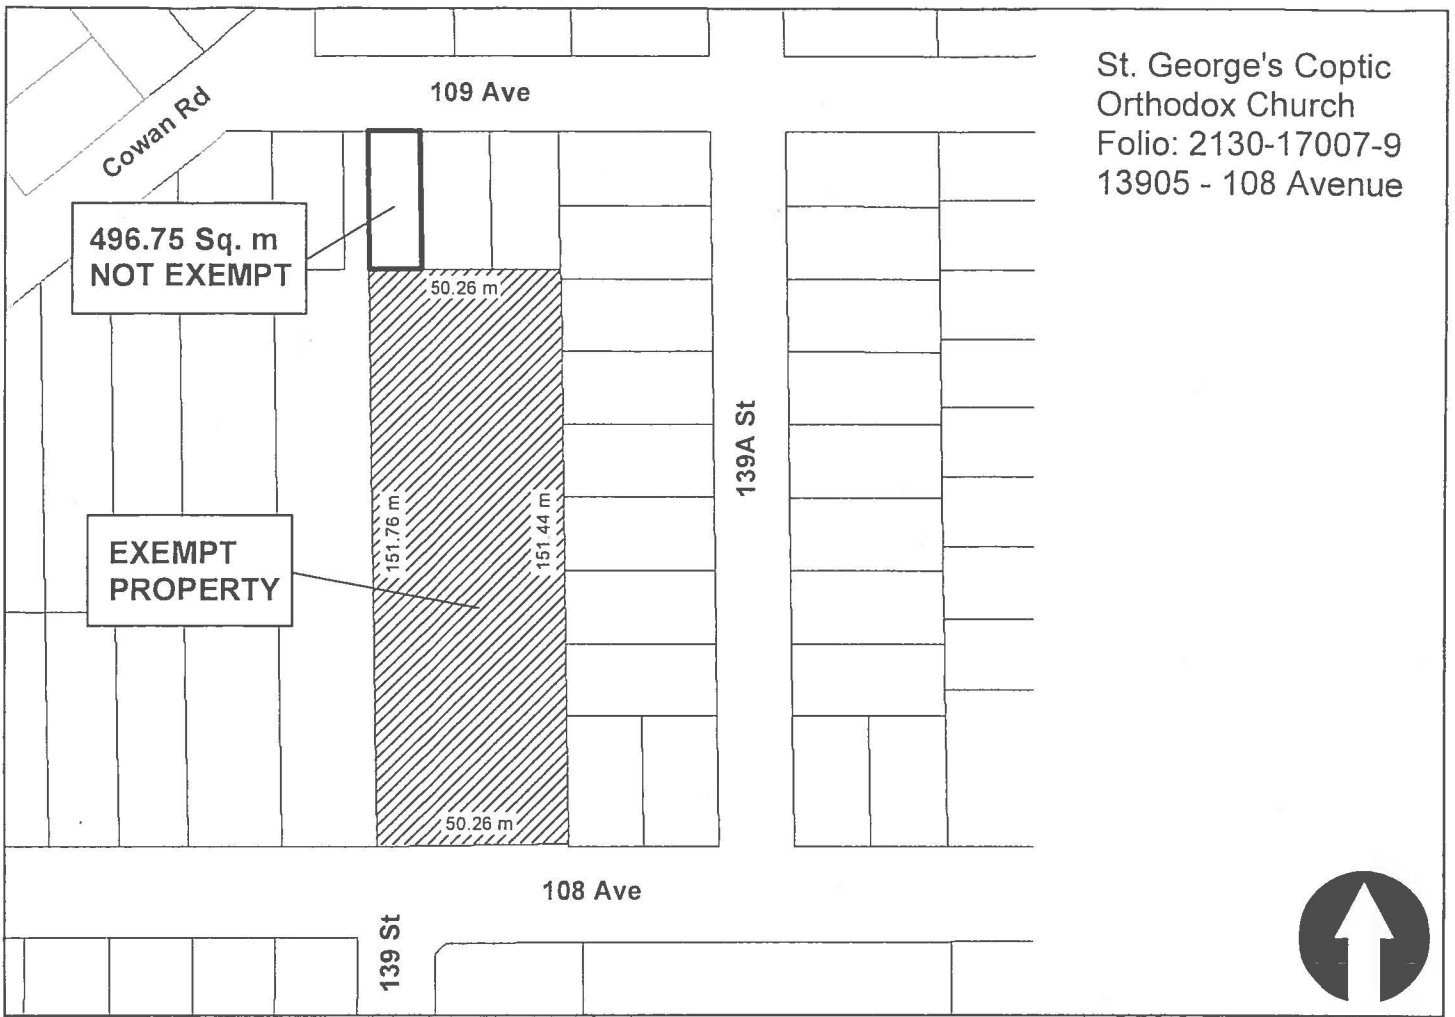 St. George's Coptic
Orthodox Church
Folio: 2130-17007-9
13905 - 108 Avenue
109 Ave
Cowan Rd
496.75 Sq. m
NOT EXEMPT
50.26 m
139A St
151.76 m
151.44 m
EXEMPT
PROPERTY
50.26 m
108 Ave
139 St